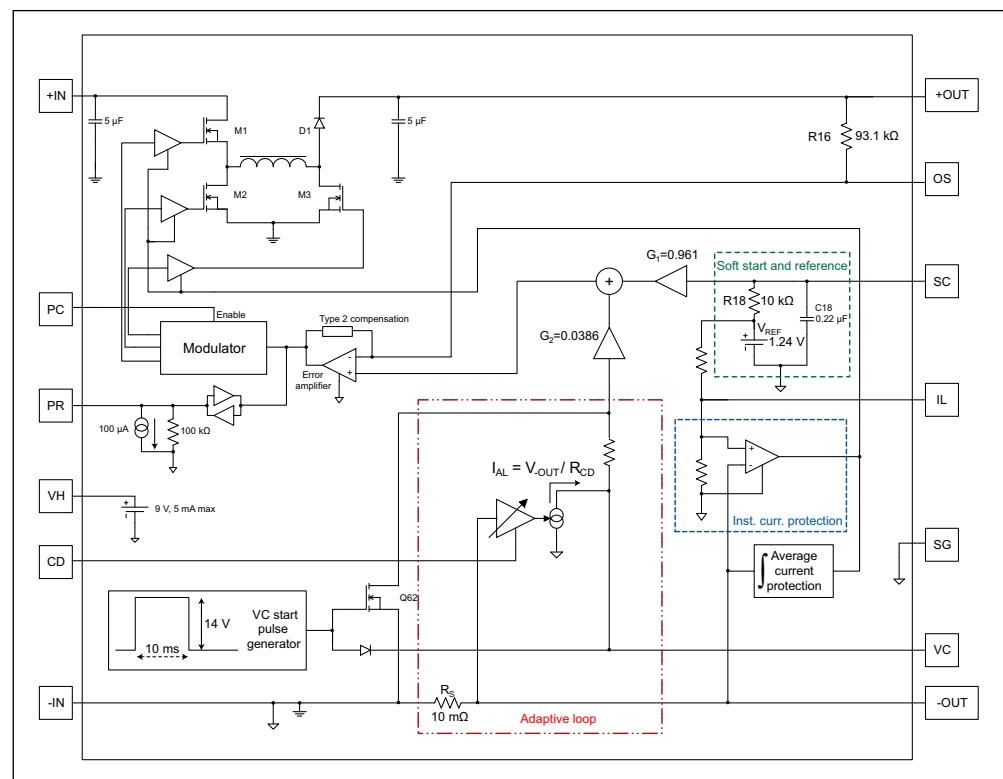 +IN
5 µF
M1
D1
5 µF
+OUT
R16
93.1 kΩ
M2
M3
OS
G1=0.961
Soft start and reference
SC
R18
10 kΩ
C18
0.22 µF
VREF
1.24 V
PC
Enable
G2=0.0386
Type 2 compensation
Modulator
Error
amplifier
PR
IL
100 µA
100 kΩ
IAL = V-OUT / RCD
VH
9 V, 5 mA max
Inst. curr. protection
SG
CD
Average
current
protection
Q62
VC start
pulse
generator
14 V
10 ms
VC
-IN
RS
10 mΩ
Adaptive loop
-OUT